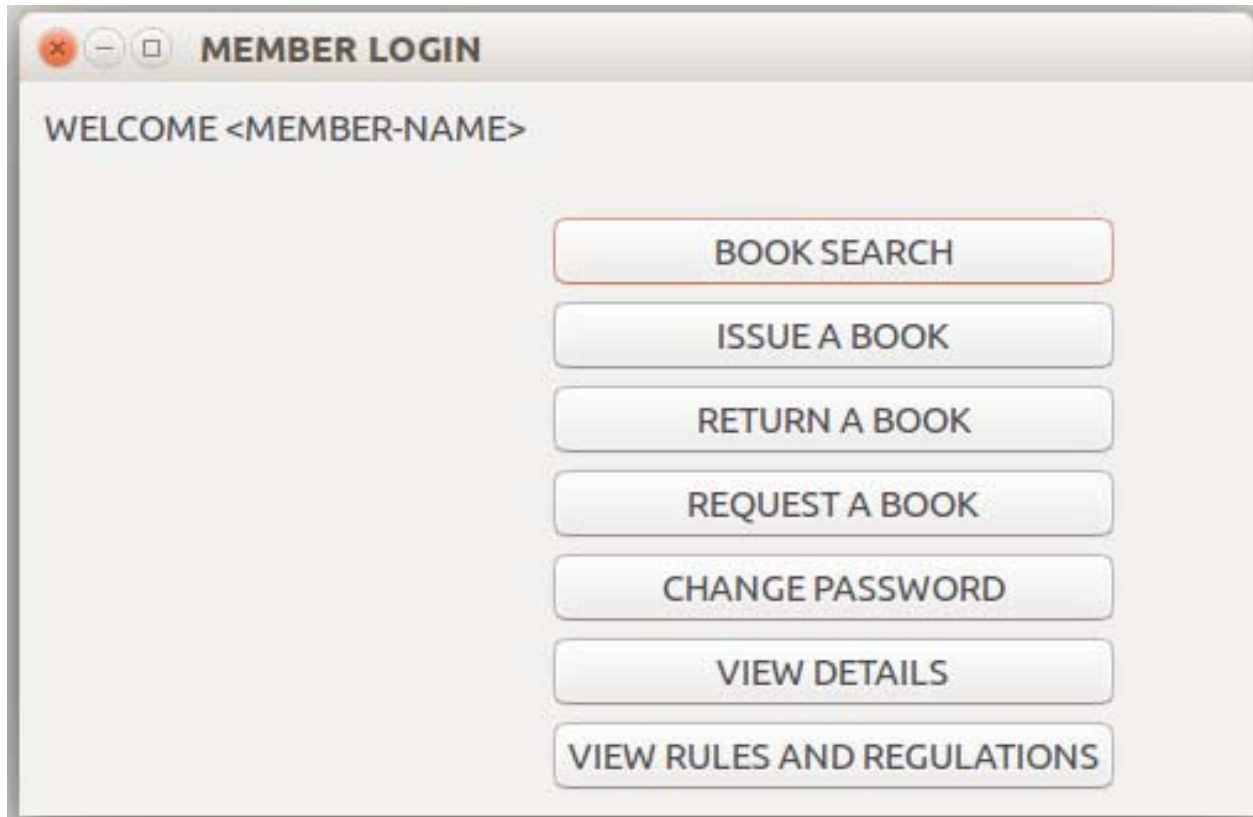 MEMBER LOGIN
WELCOME <MEMBER-NAME>
BOOK SEARCH
ISSUE A BOOK
RETURN A BOOK
REQUEST A BOOK
CHANGE PASSWORD
VIEW DETAILS
VIEW RULES AND REGULATIONS